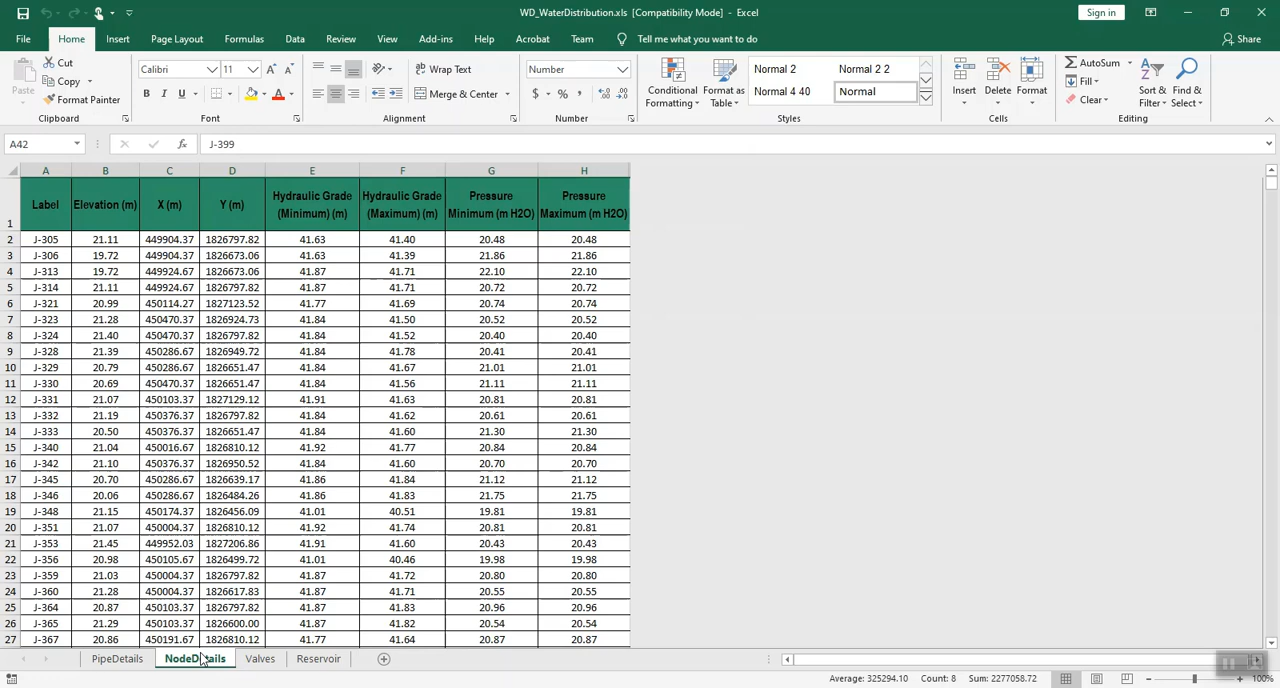 WD_WaterDistribution.xls [Compatibility Mode] - Excel
Sign in
File Home Insert Page Layout Formulas Data Review View Add-ins Help Acrobat Team Tell me what you want to do Share
Paste
Cut
Copy
Format Painter
Clipboard
Calibri 11
B I U
Font
Wrap Text
Merge & Center
Alignment
Number
$ % ,
Number
Conditional Formatting
Format as Table
Normal 2 Normal 2 2
Normal 4 40 Normal
Styles
Insert Delete Format
Cells
AutoSum
Fill
Clear
Sort & Filter
Find & Select
Editing
A42 fx J-399
A B C D E F G H
1 Label Elevation (m) X (m) Y (m) Hydraulic Grade (Minimum) (m) Hydraulic Grade (Maximum) (m) Pressure Minimum (m H2O) Pressure Maximum (m H2O)
2 J-305 21.11 449904.37 1826797.82 41.63 41.40 20.48 20.48
3 J-306 19.72 449904.37 1826673.06 41.63 41.39 21.86 21.86
4 J-313 19.72 449924.67 1826673.06 41.87 41.71 22.10 22.10
5 J-314 21.11 449924.67 1826797.82 41.87 41.71 20.72 20.72
6 J-321 20.99 450114.27 1827123.52 41.77 41.69 20.74 20.74
7 J-323 21.28 450470.37 1826924.73 41.84 41.50 20.52 20.52
8 J-324 21.40 450470.37 1826797.82 41.84 41.52 20.40 20.40
9 J-328 21.39 450286.67 1826949.72 41.84 41.78 20.41 20.41
10 J-329 20.79 450286.67 1826651.47 41.84 41.67 21.01 21.01
11 J-330 20.69 450470.37 1826651.47 41.84 41.56 21.11 21.11
12 J-331 21.07 450103.37 1827129.12 41.91 41.63 20.81 20.81
13 J-332 21.19 450376.37 1826797.82 41.84 41.62 20.61 20.61
14 J-333 20.50 450376.37 1826651.47 41.84 41.60 21.30 21.30
15 J-340 21.04 450016.67 1826810.12 41.92 41.77 20.84 20.84
16 J-342 21.10 450376.37 1826950.52 41.84 41.60 20.70 20.70
17 J-345 20.70 450286.67 1826639.17 41.86 41.84 21.12 21.12
18 J-346 20.06 450286.67 1826484.26 41.86 41.83 21.75 21.75
19 J-348 21.15 450174.37 1826456.09 41.01 40.51 19.81 19.81
20 J-351 21.07 450004.37 1826810.12 41.92 41.74 20.81 20.81
21 J-353 21.45 449952.03 1827206.86 41.91 41.60 20.43 20.43
22 J-356 20.98 450105.67 1826499.72 41.01 40.46 19.98 19.98
23 J-359 21.03 450004.37 1826797.82 41.87 41.72 20.80 20.80
24 J-360 21.28 450004.37 1826617.83 41.87 41.71 20.55 20.55
25 J-364 20.87 450103.37 1826797.82 41.87 41.83 20.96 20.96
26 J-365 21.29 450103.37 1826600.00 41.87 41.82 20.54 20.54
27 J-367 20.86 450191.67 1826810.12 41.77 41.64 20.87 20.87
PipeDetails NodeDetails Valves Reservoir
Average: 325294.10 Count: 8 Sum: 2277058.72 100%